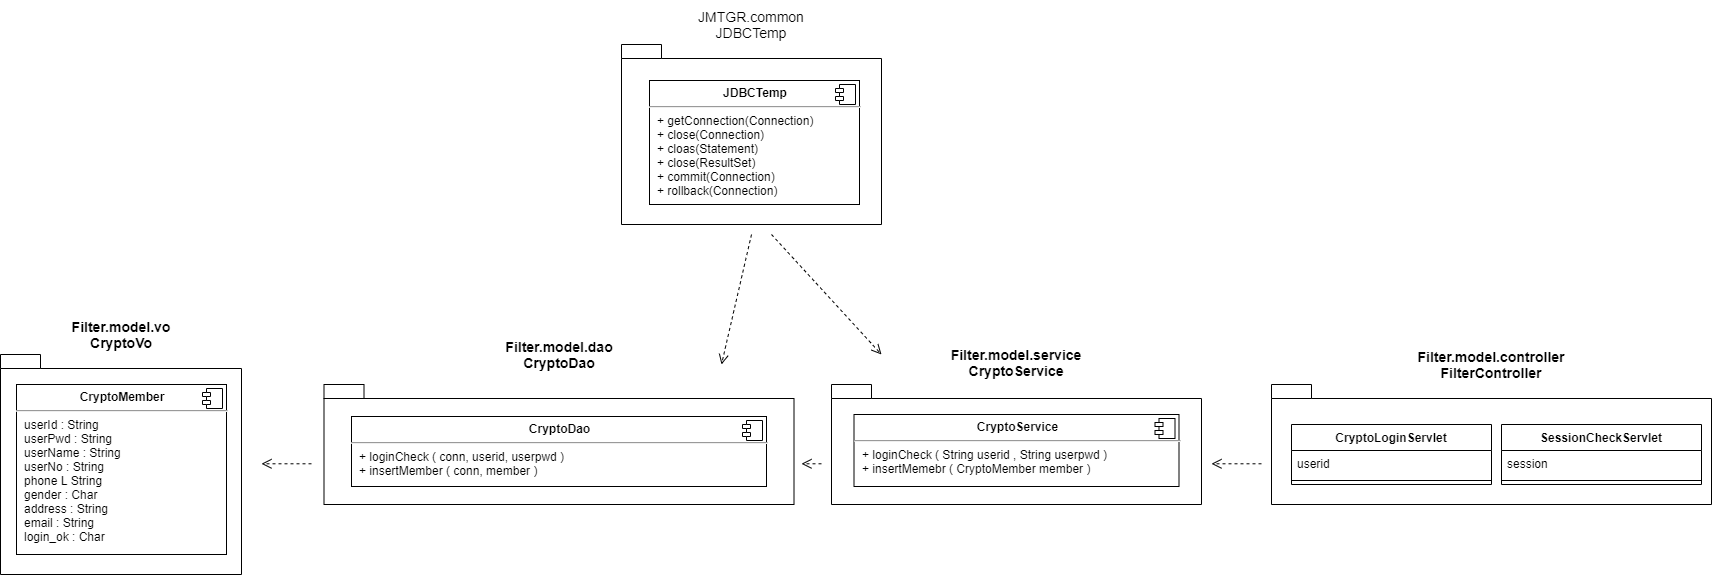 JMTGR.common
JDBCTemp
JDBCTemp
+ getConnection(Connection)
+ close(Connection)
+ cloas(Statement)
+ close(ResultSet)
+ commit(Connection)
+ rollback(Connection)
Filter.model.vo
CryptoVo
CryptoMember
userId : String
userPwd : String
userName : String
userNo : String
phone L String
gender : Char
address : String
email : String
login_ok : Char
Filter.model.dao
CryptoDao
CryptoDao
+ loginCheck ( conn, userid, userpwd )
+ insertMember ( conn, member )
Filter.model.service
CryptoService
CryptoService
+ loginCheck ( String userid , String userpwd )
+ insertMemebr ( CryptoMember member )
Filter.model.controller
FilterController
CryptoLoginServlet
userid
SessionCheckServlet
session